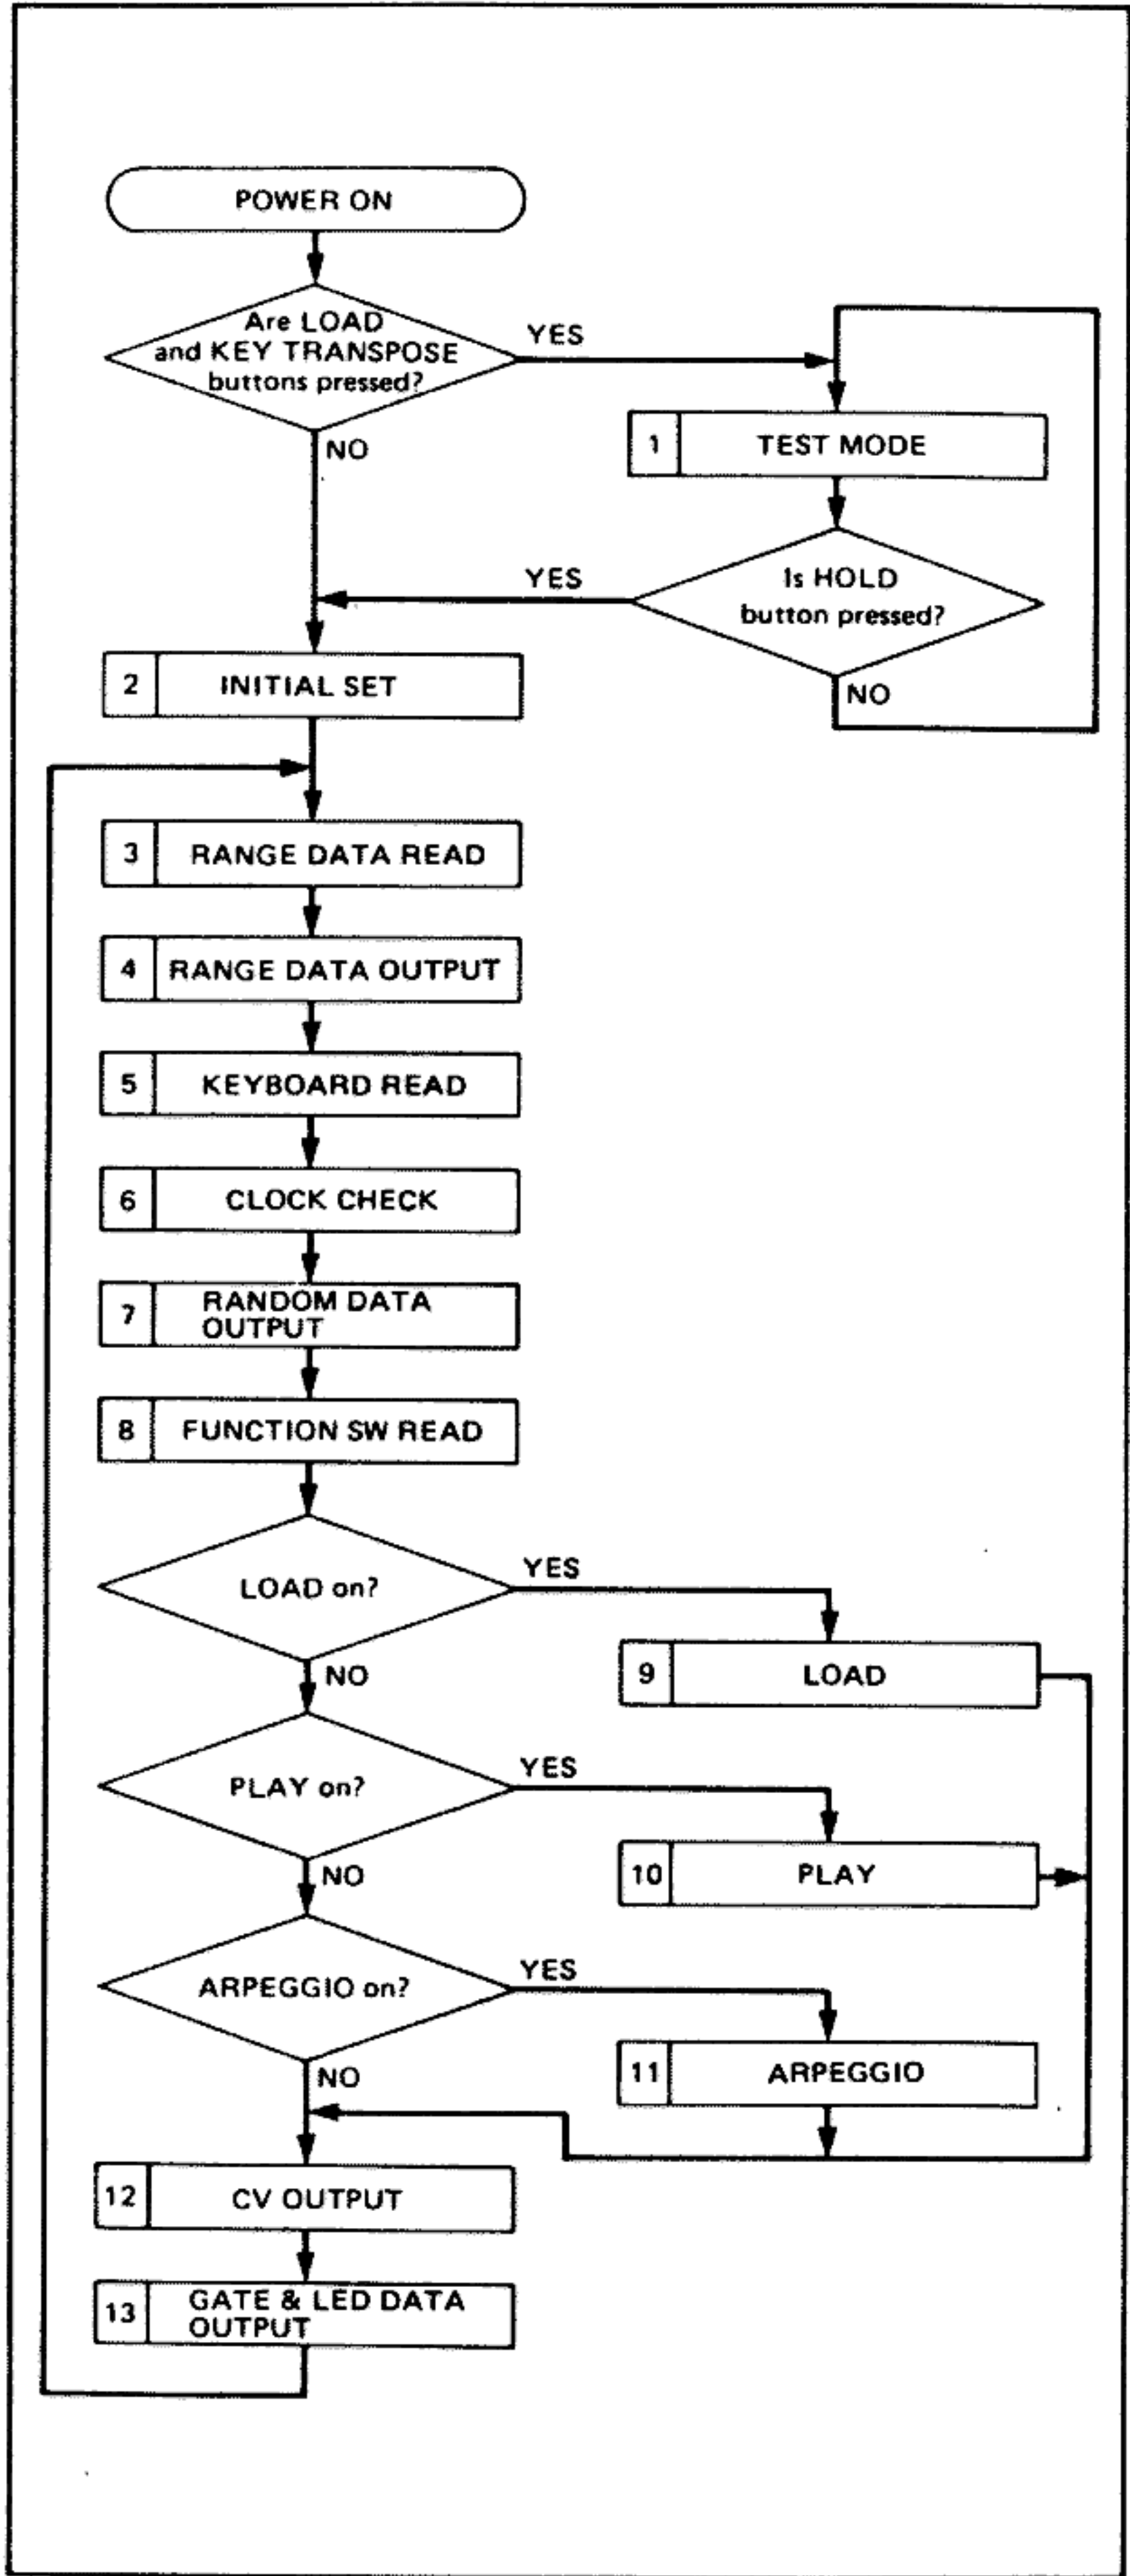 POWER ON
Are LOAD
and KEY TRANSPOSE
buttons pressed?
YES
NO
1 TEST MODE
Is HOLD
button pressed?
YES
NO
2 INITIAL SET
3 RANGE DATA READ
4 RANGE DATA OUTPUT
5 KEYBOARD READ
6 CLOCK CHECK
7 RANDOM DATA
OUTPUT
8 FUNCTION SW READ
LOAD on?
YES
NO
9 LOAD
PLAY on?
YES
NO
10 PLAY
ARPEGGIO on?
YES
NO
11 ARPEGGIO
12 CV OUTPUT
13 GATE & LED DATA
OUTPUT